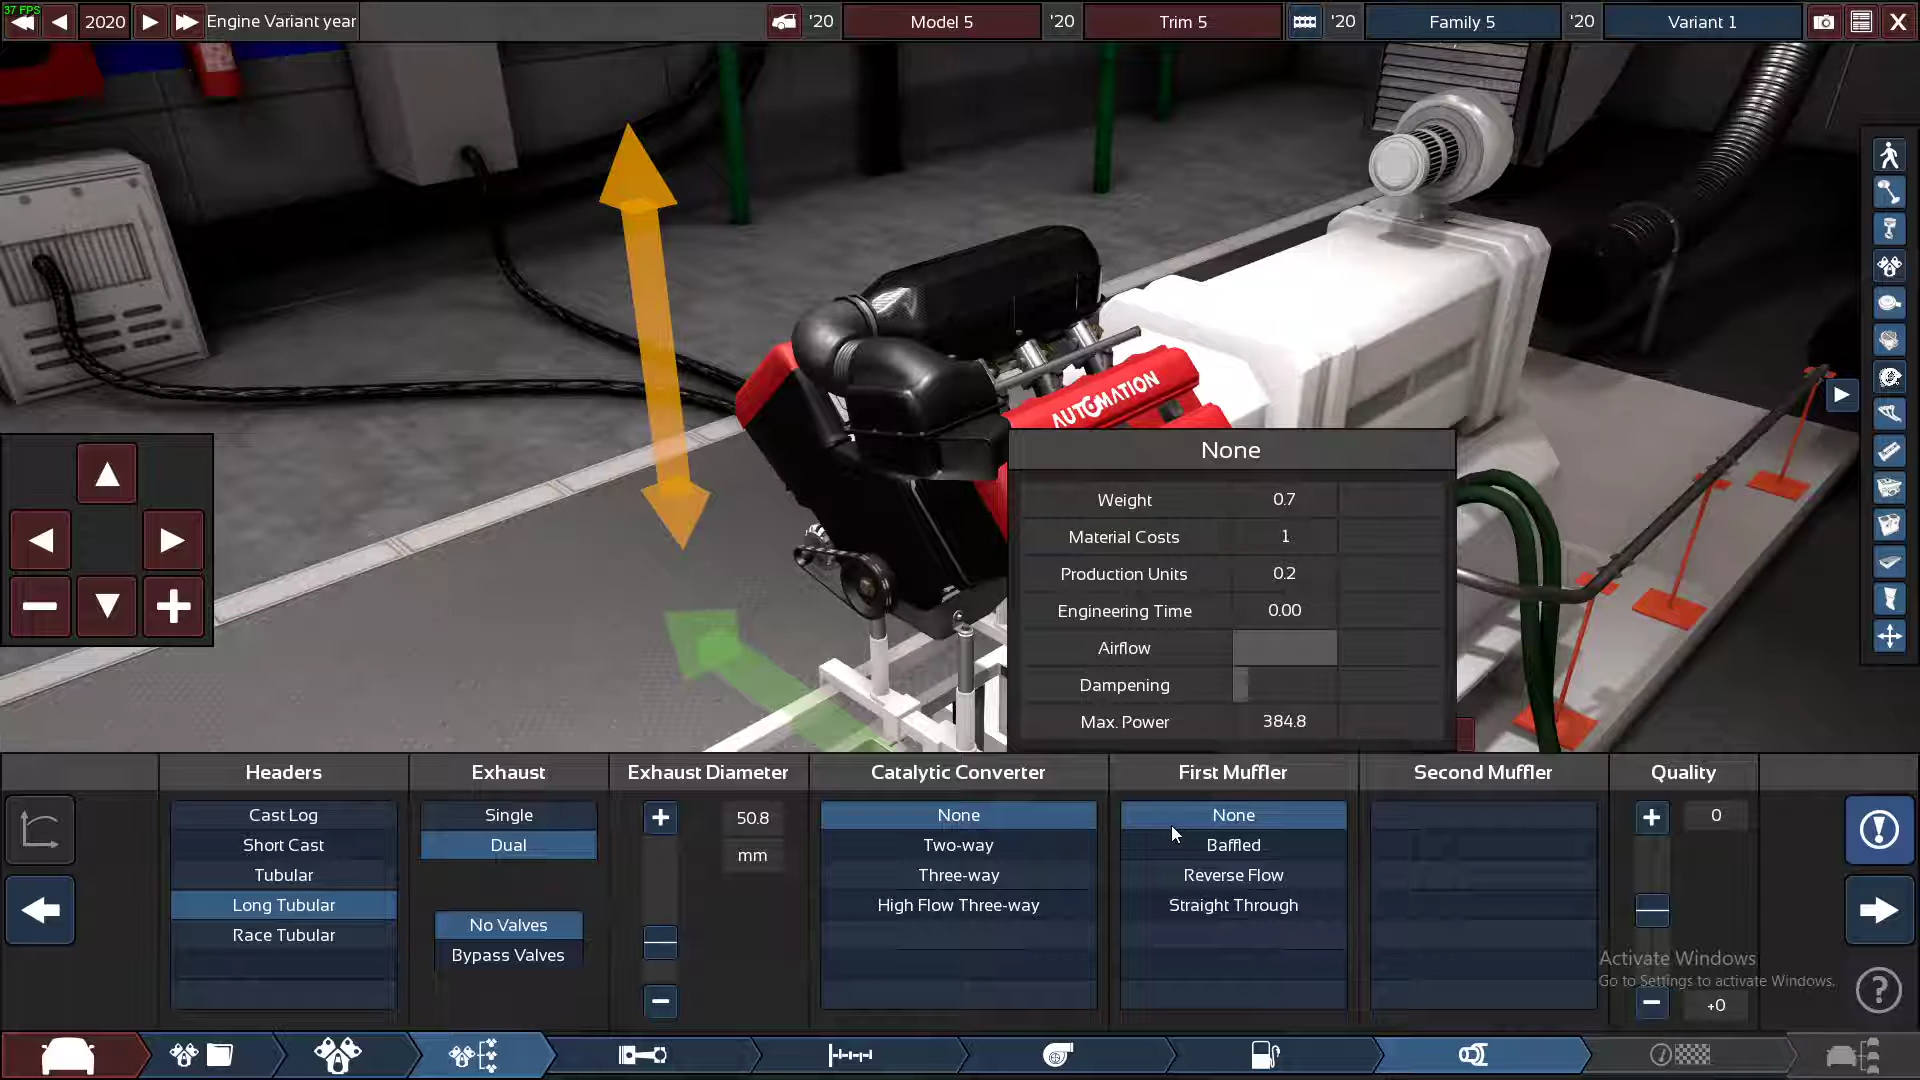 37 FPS
2020
Engine Variant year
'20
Model 5
'20
Trim 5
'20
Family 5
'20
Variant 1
AUTOMATION
None
Weight 0.7
Material Costs 1
Production Units 0.2
Engineering Time 0.00
Airflow
Dampening
Max. Power 384.8
Headers
Cast Log
Short Cast
Tubular
Long Tubular
Race Tubular
Exhaust
Single
Dual
No Valves
Bypass Valves
Exhaust Diameter
50.8
mm
Catalytic Converter
None
Two-way
Three-way
High Flow Three-way
First Muffler
None
Baffled
Reverse Flow
Straight Through
Second Muffler
Quality
0
+0
Activate Windows
Go to Settings to activate Windows.